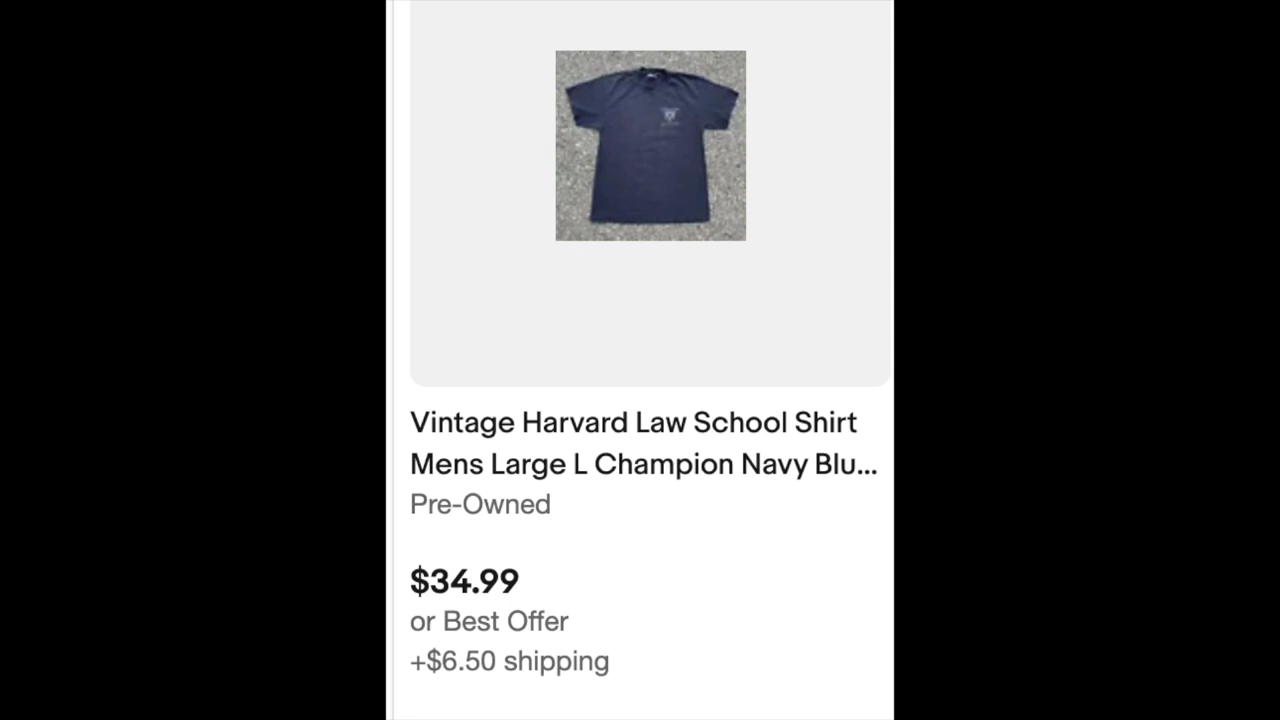 Vintage Harvard Law School Shirt
Mens Large L Champion Navy Blu...
Pre-Owned
$34.99
or Best Offer
+$6.50 shipping